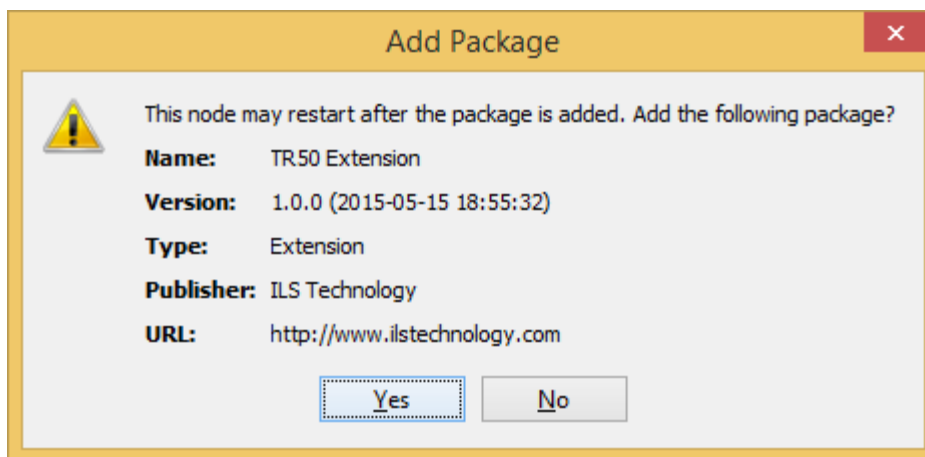 Add Package
This node may restart after the package is added. Add the following package?
Name: TR50 Extension
Version: 1.0.0 (2015-05-15 18:55:32)
Type: Extension
Publisher: ILS Technology
URL: http://www.ilstechnology.com
Yes No